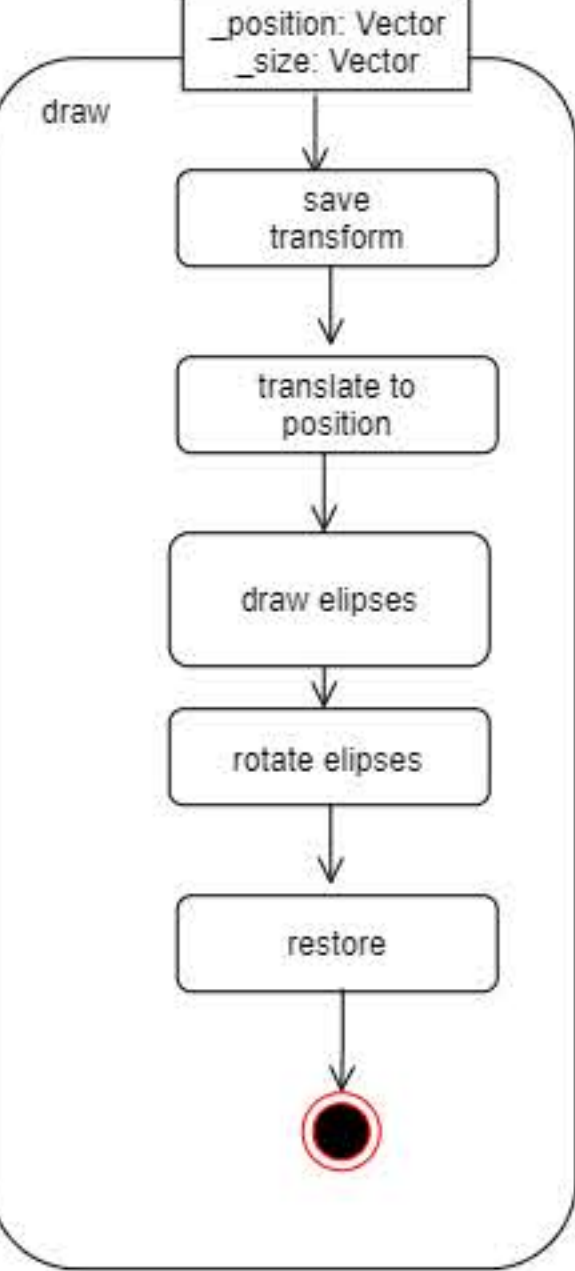 _position: Vector
_size: Vector
draw
save
transform
translate to
position
draw elipses
rotate elipses
restore